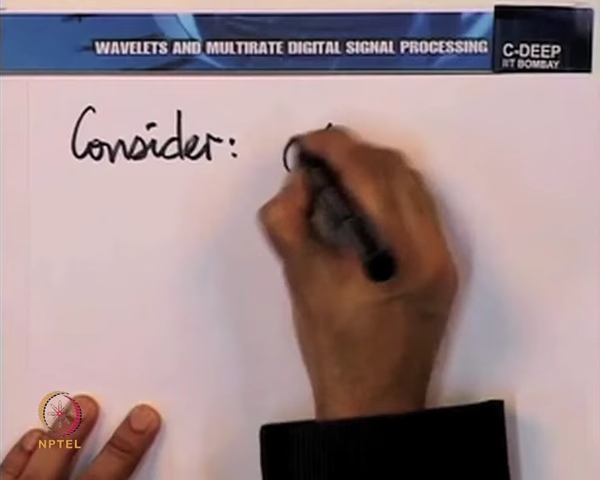 WAVELETS AND MULTIRATE DIGITAL SIGNAL PROCESSING
C-DEEP
IIT BOMBAY
Consider:
NPTEL